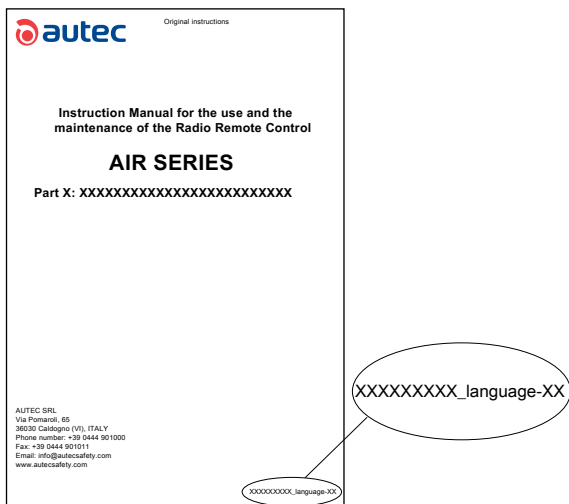 autec
Original instructions
Instruction Manual for the use and the
maintenance of the Radio Remote Control
AIR SERIES
Part X: XXXXXXXXXXXXXXXXXXXXXXXXX
XXXXXXXXX_language-XX
AUTEC SRL
Via Pomaroli, 65
36030 Caldogno (VI), ITALY
Phone number: +39 0444 901000
Fax: +39 0444 901011
Email: info@autecsafety.com
www.autecsafety.com
XXXXXXXXX_language-XX